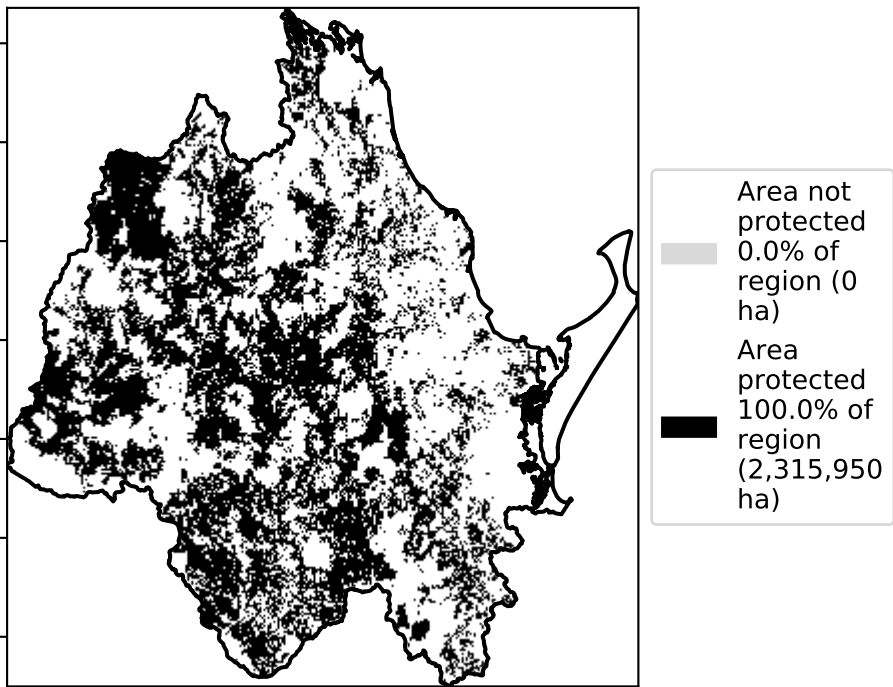 Area not
protected
0.0% of
region (0
ha)
Area
protected
100.0% of
region
(2,315,950
ha)